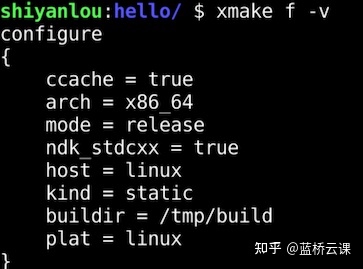 shiyanlou:hello/ $ xmake f -v
configure
{
    ccache = true
    arch = x86_64
    mode = release
    ndk_stdcxx = true
    host = linux
    kind = static
    buildir = /tmp/build
    plat = linux
}
知乎 @蓝桥云课